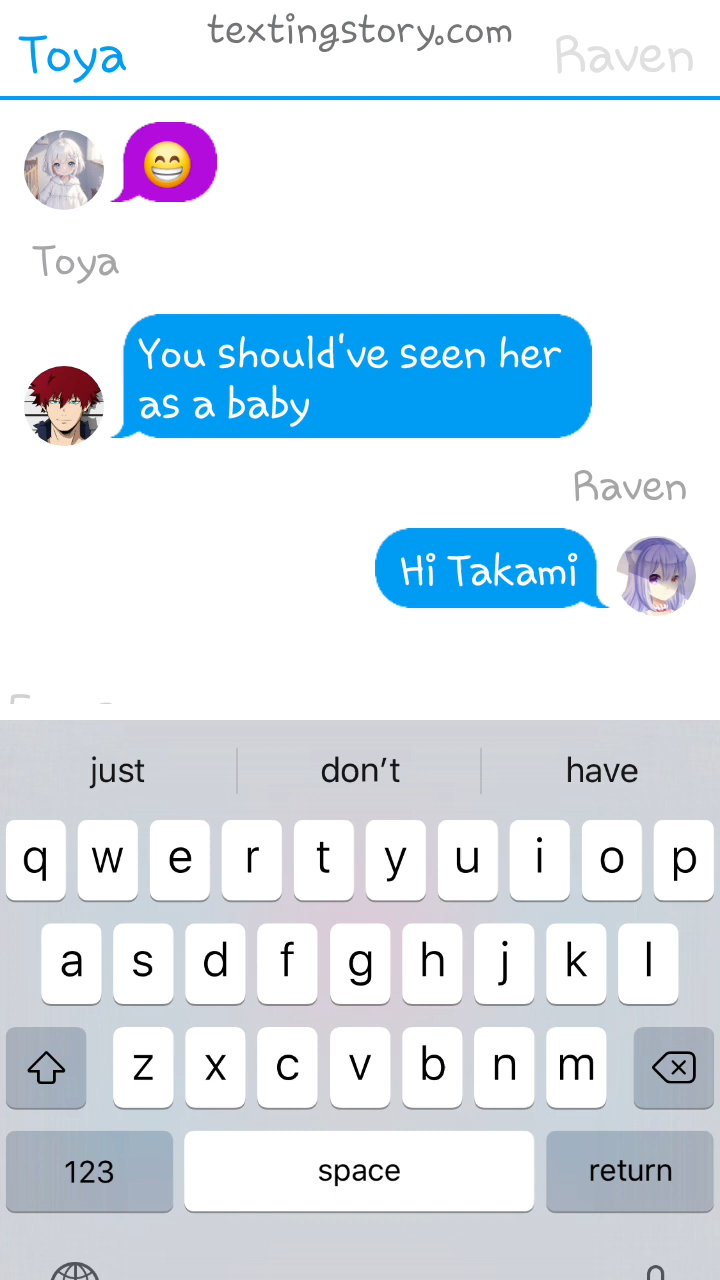 textingstory.com
Toya
Raven
😁
Toya
You should've seen her
as a baby
Raven
Hi Takami
just
don't
have
q w e r t y u i o p
a s d f g h j k l
z x c v b n m
123
space
return